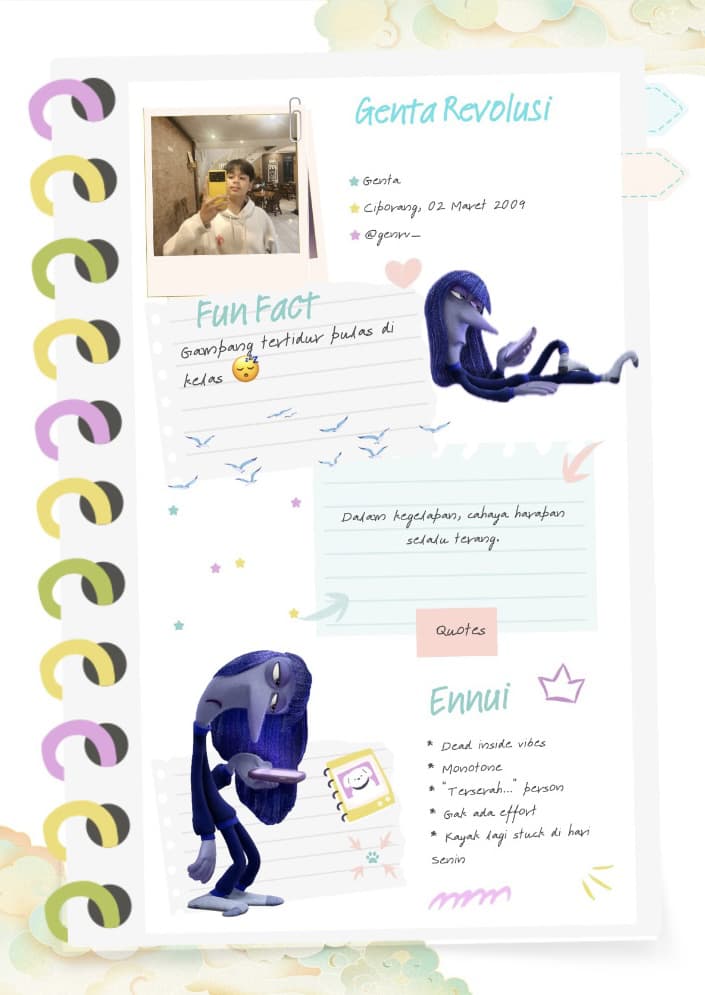 Genta Revolusi
Genta
Ciporang, 02 Maret 2009
@genrv_
Fun Fact
Gampang tertidur pulas di
kelas
Dalam kegelapan, cahaya harapan
selalu terang.
Quotes
Ennui
* Dead inside vibes
* Monotone
* "Terserah..." person
* Gak ada effort
* Kayak lagi stuck di hari
senin